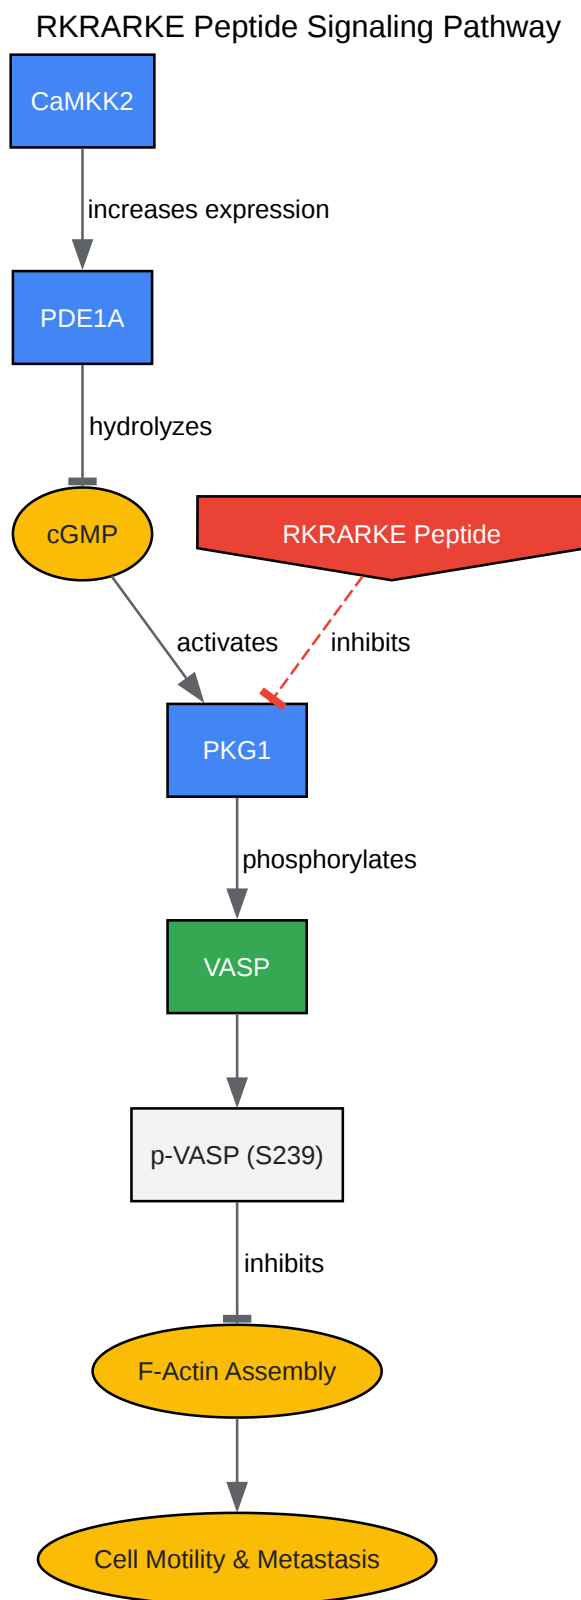 RKRARKE Peptide Signaling Pathway
CaMKK2
increases expression
PDE1A
hydrolyzes
cGMP
RKRARKE Peptide
activates
inhibits
PKG1
phosphorylates
VASP
p-VASP (S239)
inhibits
F-Actin Assembly
Cell Motility & Metastasis